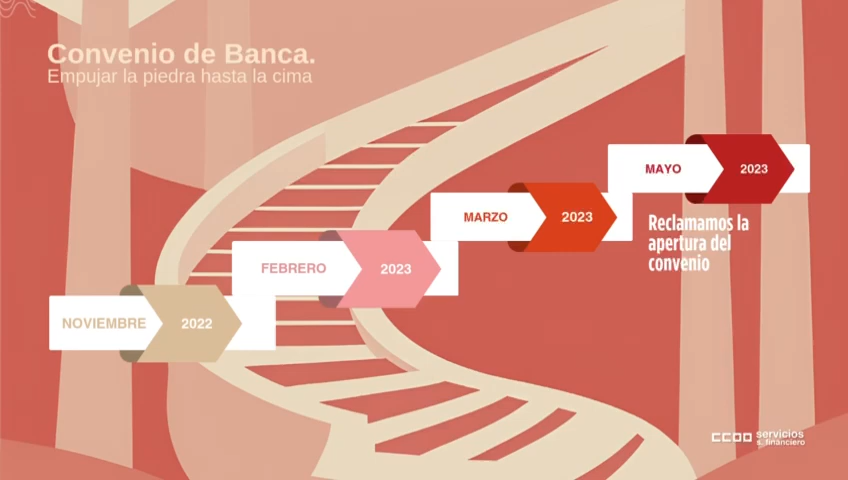 Convenio de Banca.
Empujar la piedra hasta la cima
MAYO 2023
MARZO 2023
Reclamamos la
apertura del
convenio
FEBRERO 2023
NOVIEMBRE 2022
CCOO servicios
s. financiero